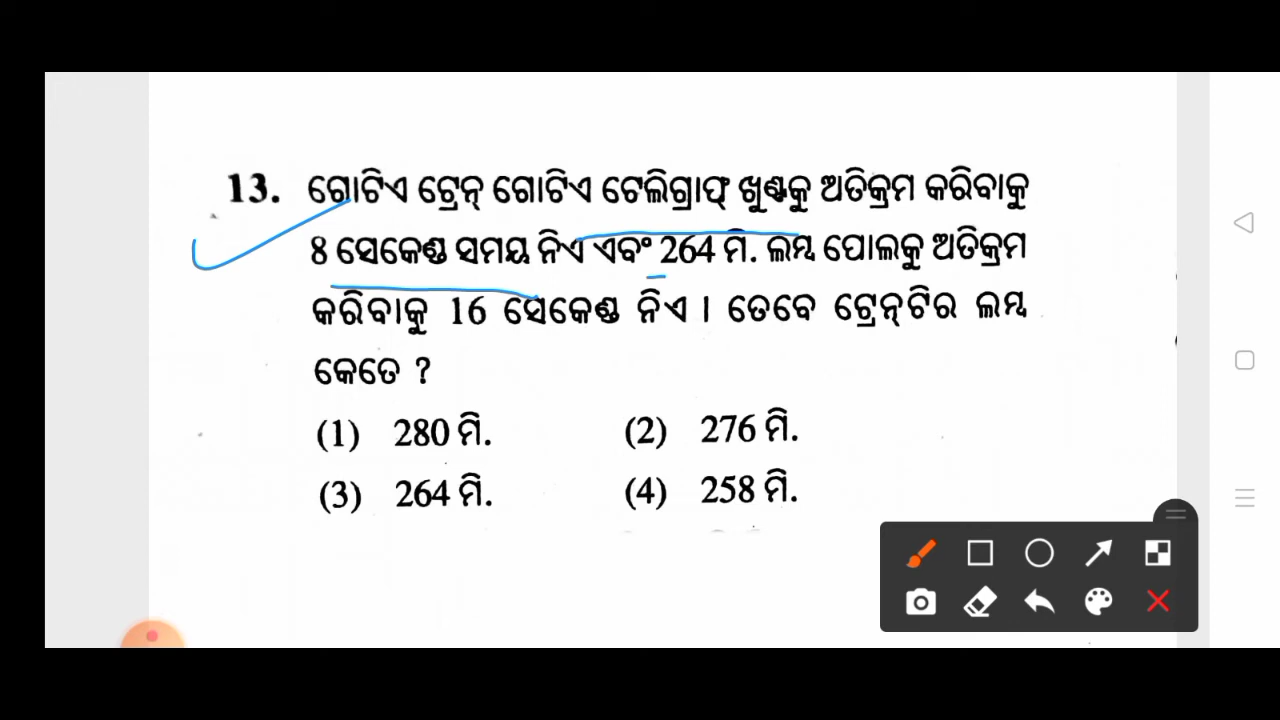 13. ଗୋଟିଏ ଟ୍ରେନ୍ ଗୋଟିଏ ଟେଲିଗ୍ରାଫ୍ ଖୁଣ୍ଟକୁ ଅତିକ୍ରମ କରିବାକୁ
8 ସେକେଣ୍ଡ ସମୟ ନିଏ ଏବଂ 264 ମି. ଲମ୍ବ ପୋଲକୁ ଅତିକ୍ରମ
କରିବାକୁ 16 ସେକେଣ୍ଡ ନିଏ । ତେବେ ଟ୍ରେନ୍‌ଟିର ଲମ୍ବ
କେତେ ?
(1) 280 ମି. (2) 276 ମି.
(3) 264 ମି. (4) 258 ମି.